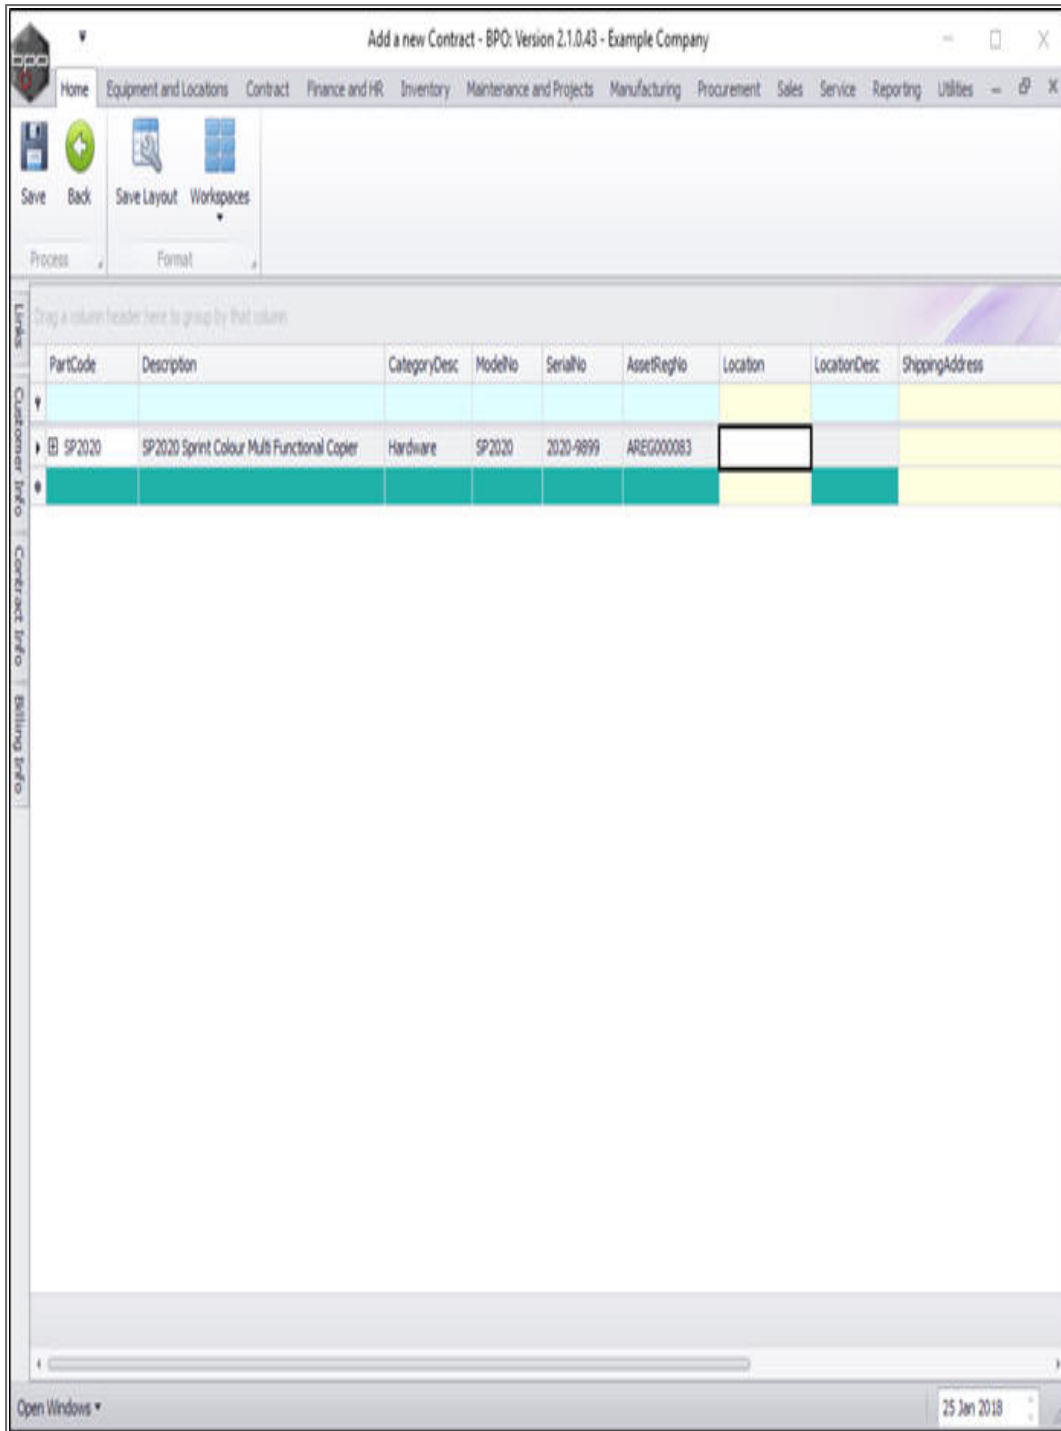 bpo
Add a new Contract - BPO: Version 2.1.0.43 - Example Company
Home Equipment and Locations Contract Finance and HR Inventory Maintenance and Projects Manufacturing Procurement Sales Service Reporting Utilities
Save Back Save Layout Workspaces
Process Format
Drag a column header here to group by that column
PartCode Description CategoryDesc ModelNo SerialNo AssetRegNo Location LocationDesc ShippingAddress
SP2020 SP2020 Sprint Colour Multi Functional Copier Hardware SP2020 2020-9899 AREG000083
Links
Customer Info
Contract Info
Billing Info
Open Windows 25 Jan 2018